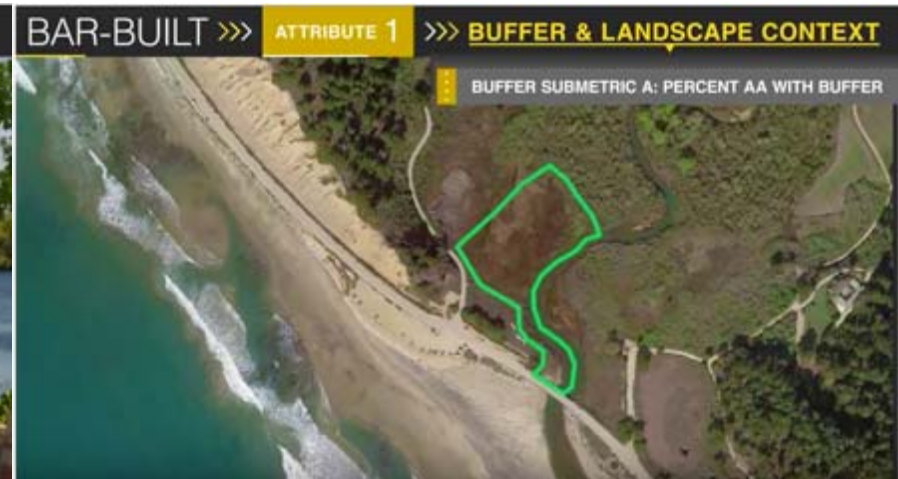 BAR-BUILT >>> ATTRIBUTE 1 >>> BUFFER & LANDSCAPE CONTEXT
BUFFER SUBMETRIC A: PERCENT AA WITH BUFFER